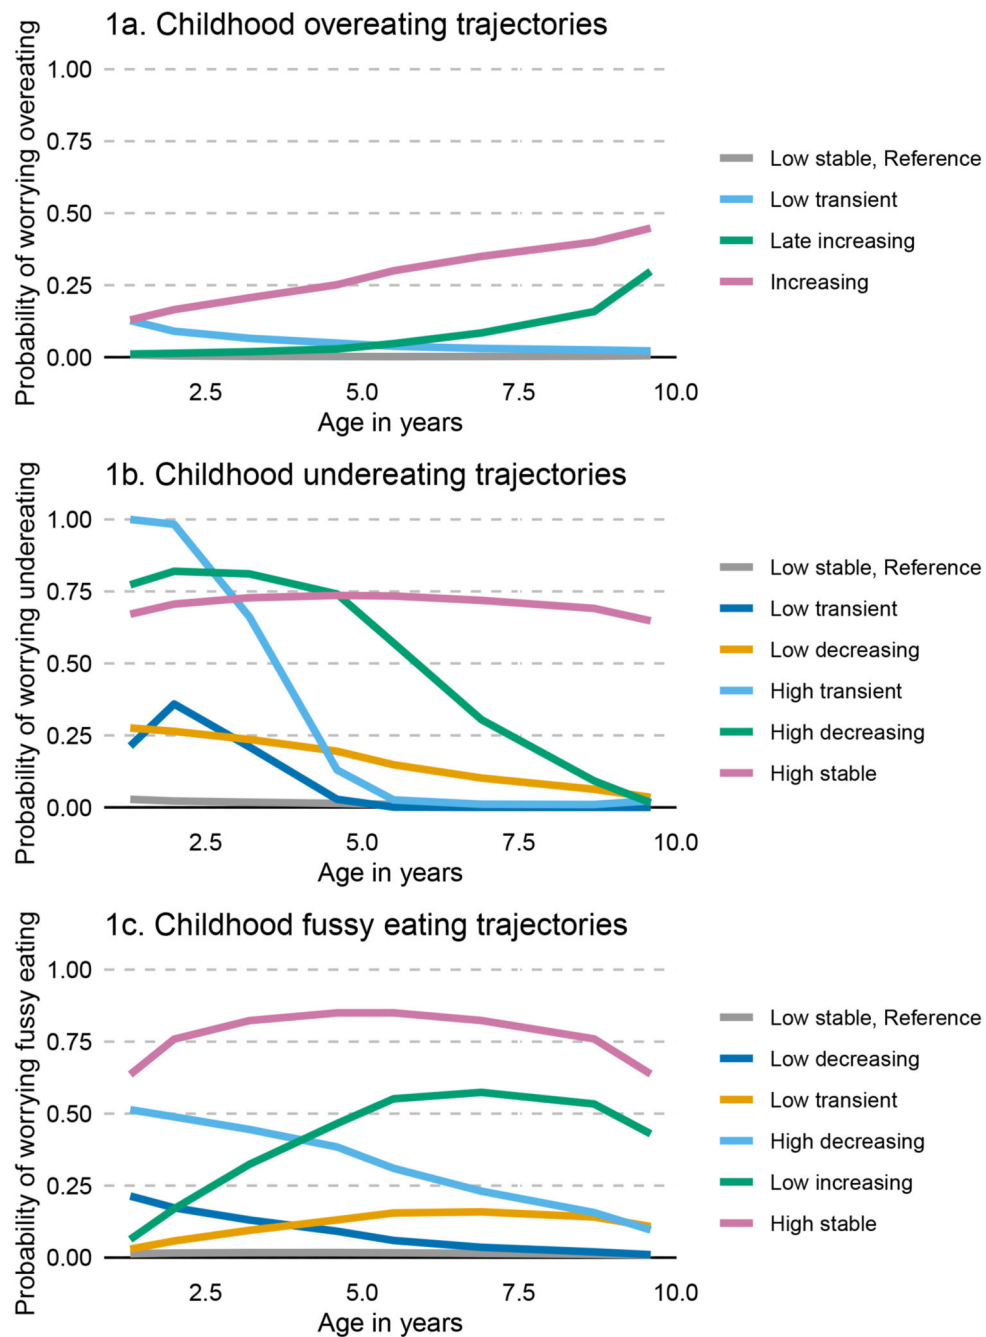 1a. Childhood overeating trajectories
Probability of worrying overeating
1.00
0.75
0.50
0.25
0.00
2.5 5.0 7.5 10.0
Age in years
Low stable, Reference
Low transient
Late increasing
Increasing
1b. Childhood undereating trajectories
Probability of worrying undereating
1.00
0.75
0.50
0.25
0.00
2.5 5.0 7.5 10.0
Age in years
Low stable, Reference
Low transient
Low decreasing
High transient
High decreasing
High stable
1c. Childhood fussy eating trajectories
Probability of worrying fussy eating
1.00
0.75
0.50
0.25
0.00
2.5 5.0 7.5 10.0
Age in years
Low stable, Reference
Low decreasing
Low transient
High decreasing
Low increasing
High stable